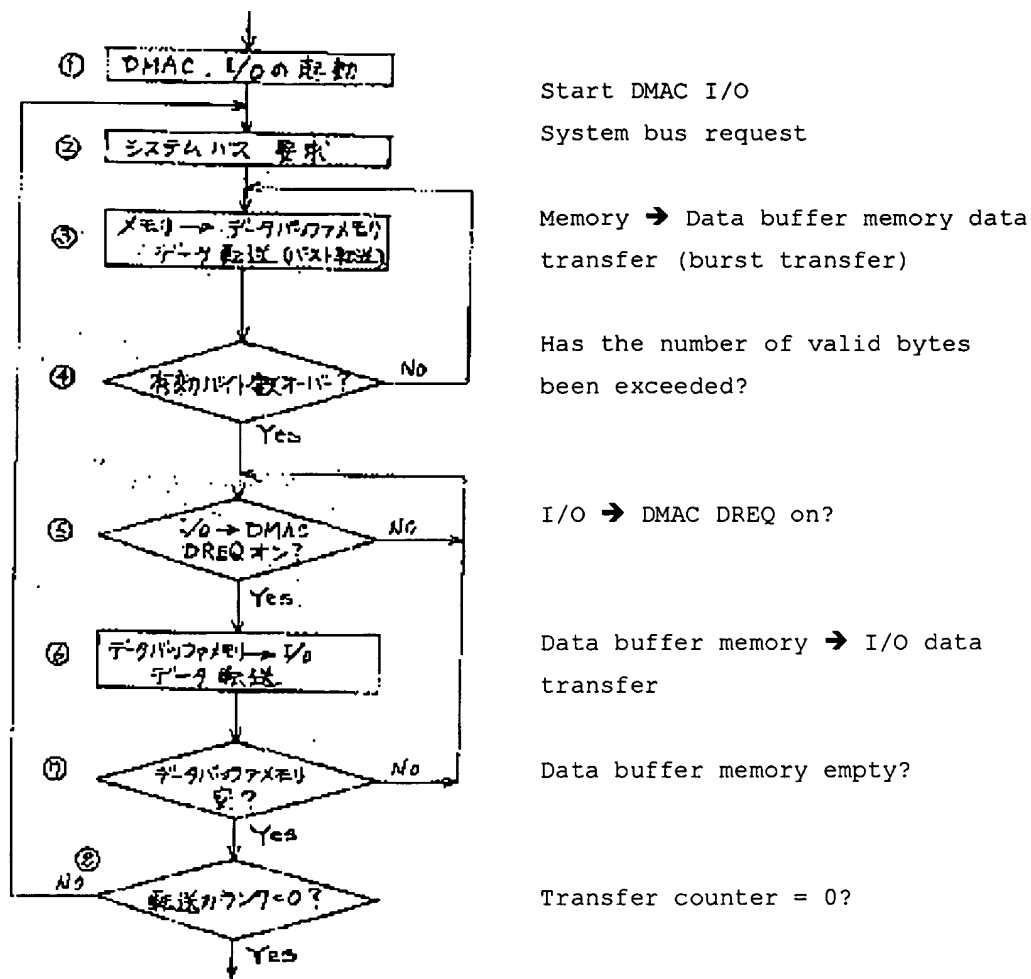 ① DMAC. I/Oの起動
Start DMAC I/O
② システムバス 要求
System bus request
③ メモリ→データバッファメモリ
データ転送(バースト転送)
Memory → Data buffer memory data
transfer (burst transfer)
④ 有効バイト数オーバー?
No
Yes
Has the number of valid bytes
been exceeded?
⑤ I/O→DMAC
DREQオン?
No
Yes
I/O → DMAC DREQ on?
⑥ データバッファメモリ→I/O
データ転送
Data buffer memory → I/O data
transfer
⑦ データバッファメモリ
空?
No
Yes
Data buffer memory empty?
No
転送カウンタ=0?
Yes
Transfer counter = 0?